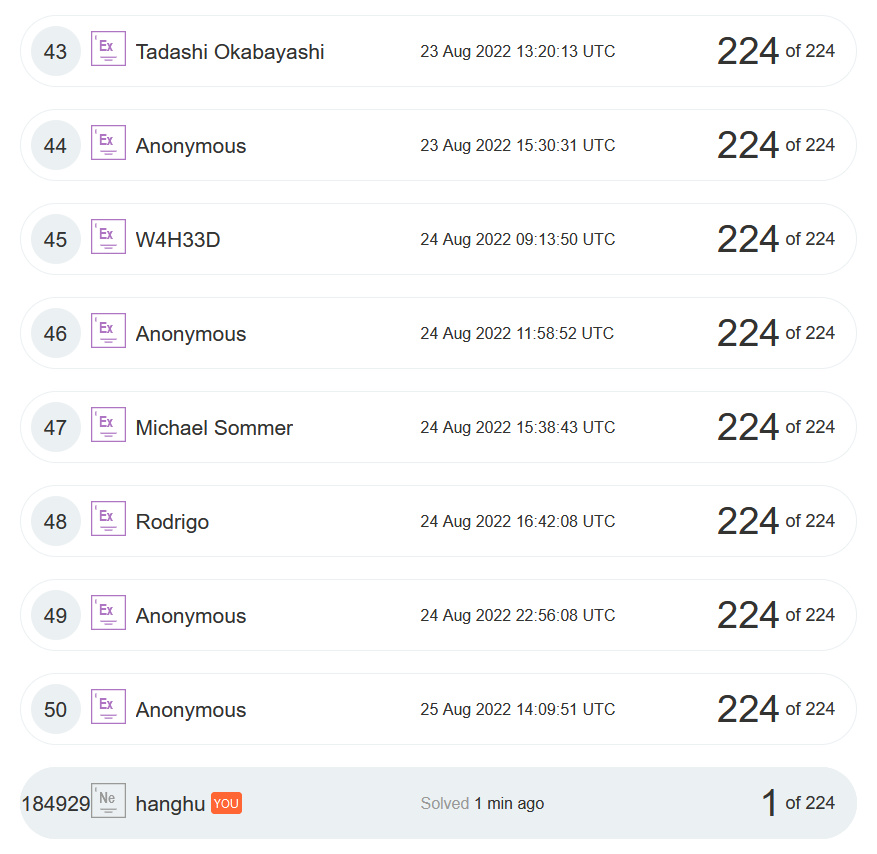 43 Ex Tadashi Okabayashi 23 Aug 2022 13:20:13 UTC 224 of 224
44 Ex Anonymous 23 Aug 2022 15:30:31 UTC 224 of 224
45 Ex W4H33D 24 Aug 2022 09:13:50 UTC 224 of 224
46 Ex Anonymous 24 Aug 2022 11:58:52 UTC 224 of 224
47 Ex Michael Sommer 24 Aug 2022 15:38:43 UTC 224 of 224
48 Ex Rodrigo 24 Aug 2022 16:42:08 UTC 224 of 224
49 Ex Anonymous 24 Aug 2022 22:56:08 UTC 224 of 224
50 Ex Anonymous 25 Aug 2022 14:09:51 UTC 224 of 224
184929 Ne hanghu YOU Solved 1 min ago 1 of 224